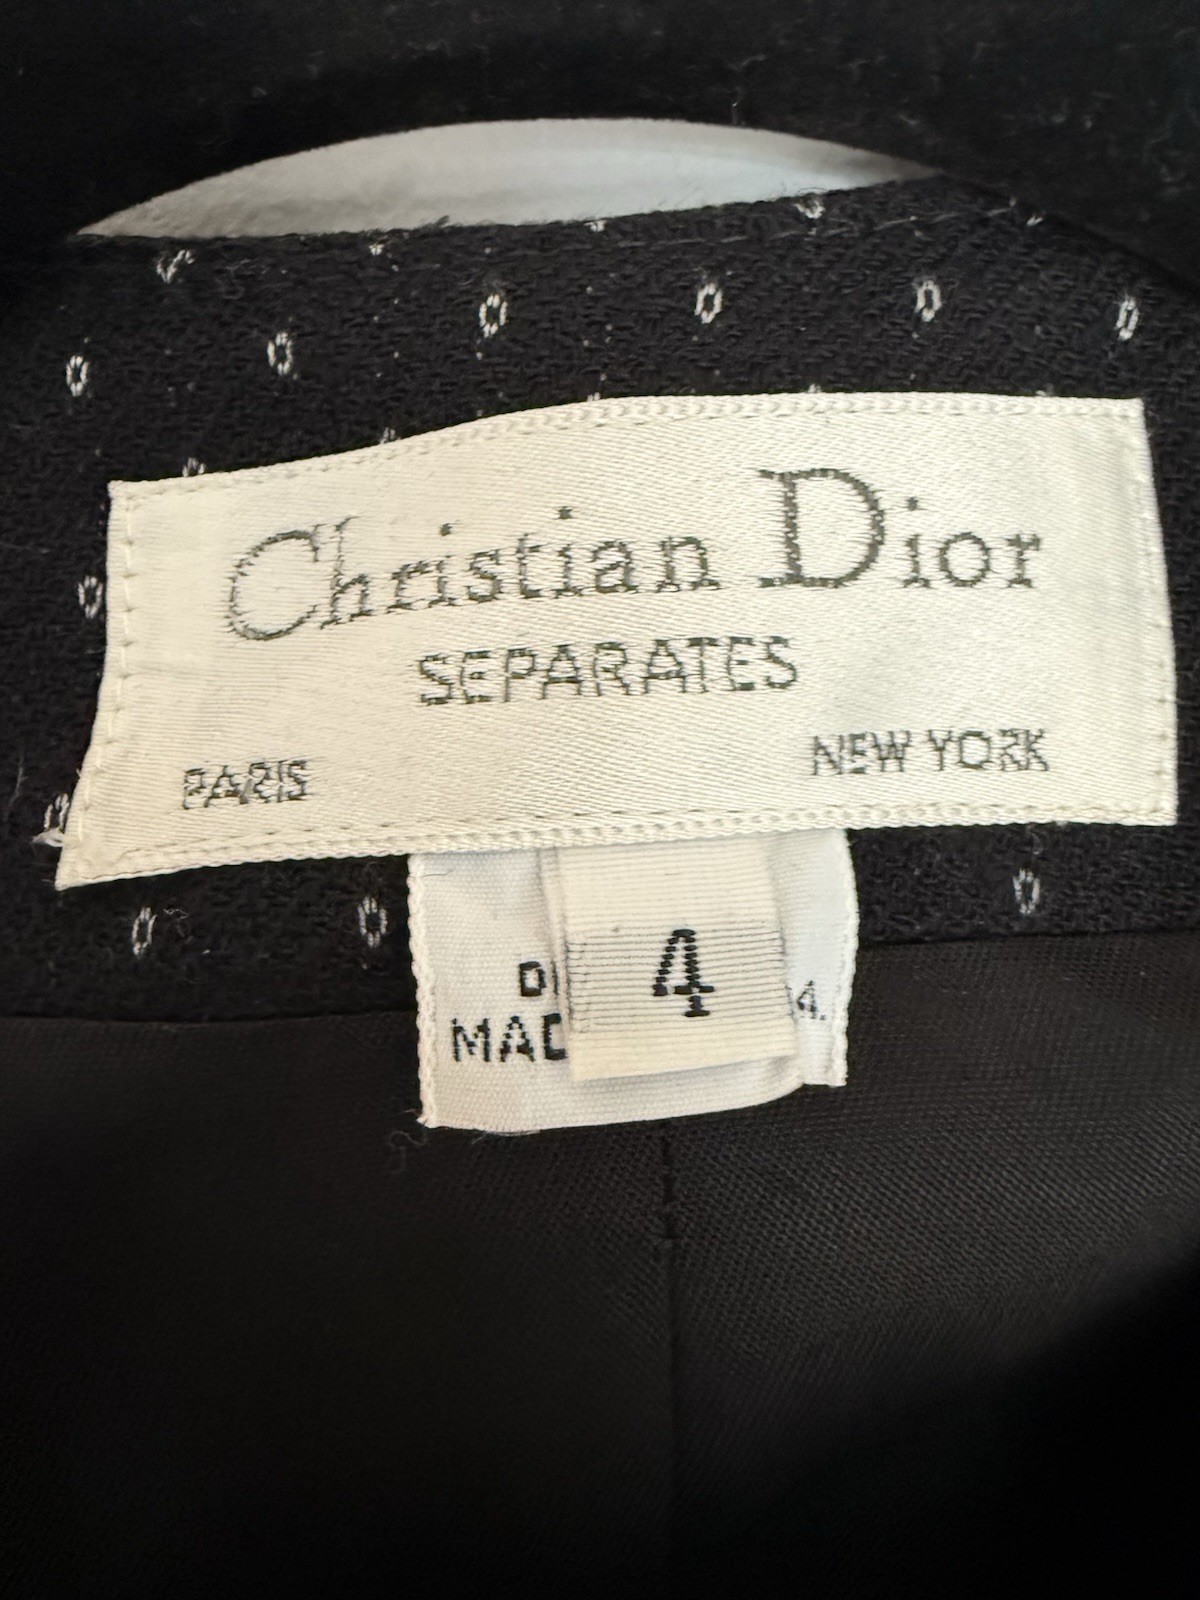 Christian Dior
SEPARATES
PARIS NEW YORK
4